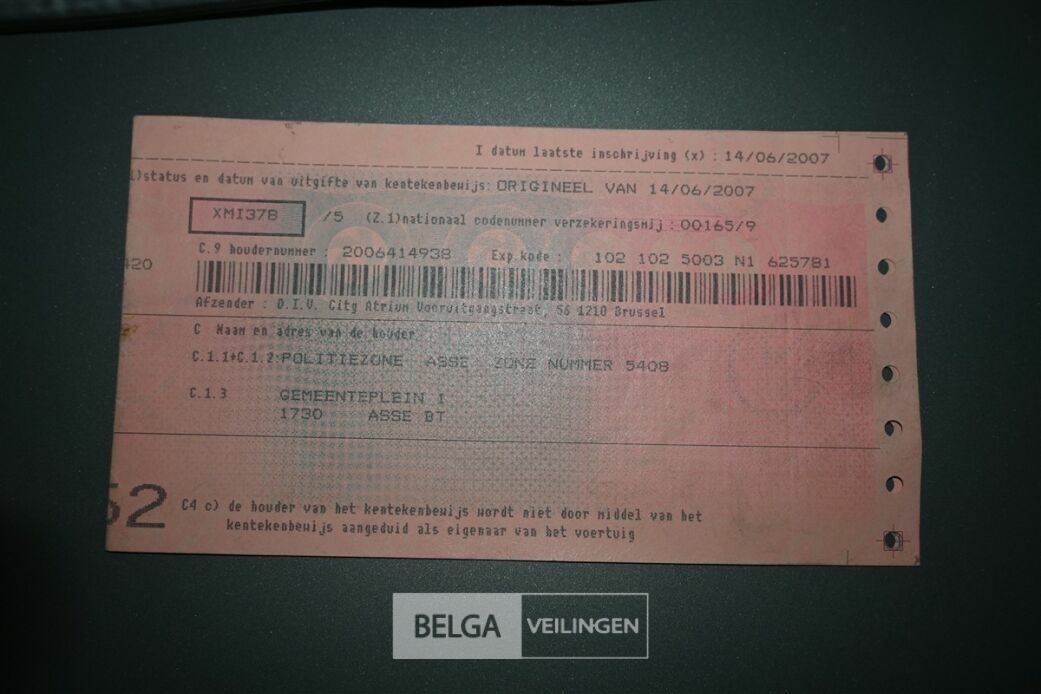 I datum laatste inschrijving (x) : 14/06/2007
)status en datum van uitgifte van kentekenbewijs: ORIGINEEL VAN 14/06/2007
XMI378 /5 (Z.1)nationaal codenummer verzekeringsmij : 00165/9
C.9 houdernummer : 2006414938 Exp.kode : 102 102 5003 N1 625781
420
Afzender : D.I.V. City Atrium Vooruitgangstraat, 56 1210 Brussel
C Naam en adres van de houder
C.1.1+C.1.2:POLITIEZONE ASSE ZONE NUMMER 5408
C.1.3 GEMEENTEPLEIN 1
1730 ASSE BT
52 C4 c) de houder van het kentekenbewijs wordt niet door middel van het
kentekenbewijs aangeduid als eigenaar van het voertuig
BELGA VEILINGEN